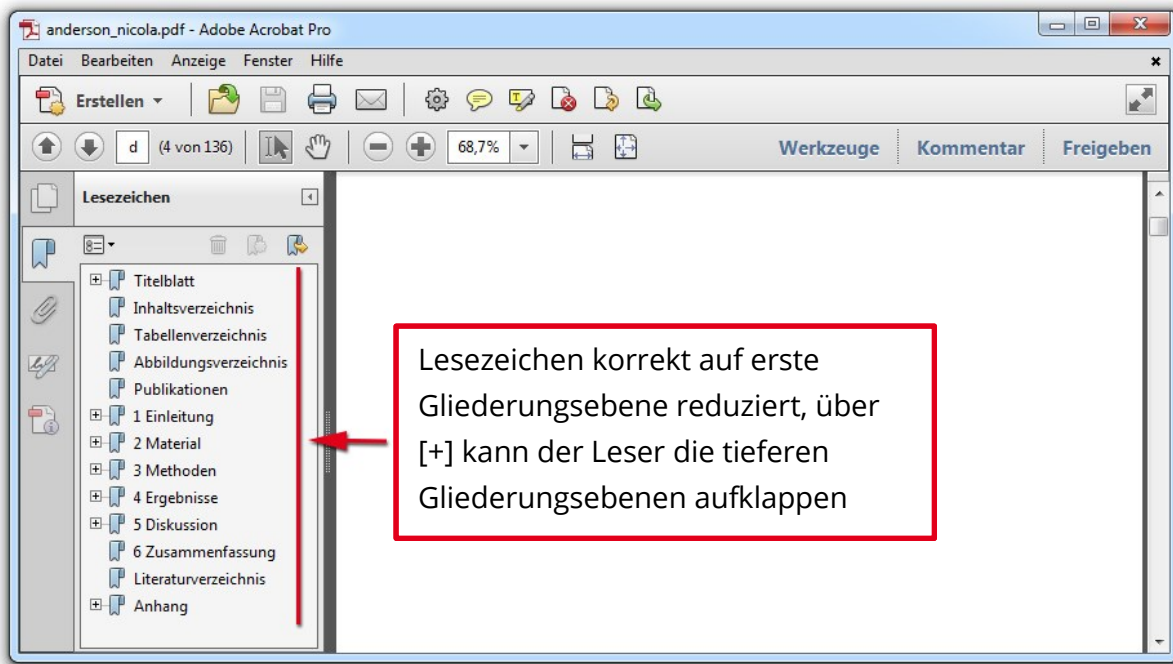 anderson_nicola.pdf - Adobe Acrobat Pro
Datei Bearbeiten Anzeige Fenster Hilfe
Erstellen
d (4 von 136) 68,7% Werkzeuge Kommentar Freigeben
Lesezeichen
Titelblatt
Inhaltsverzeichnis
Tabellenverzeichnis
Abbildungsverzeichnis
Publikationen
1 Einleitung
2 Material
3 Methoden
4 Ergebnisse
5 Diskussion
6 Zusammenfassung
Literaturverzeichnis
Anhang
Lesezeichen korrekt auf erste
Gliederungsebene reduziert, über
[+] kann der Leser die tieferen
Gliederungsebenen aufklappen